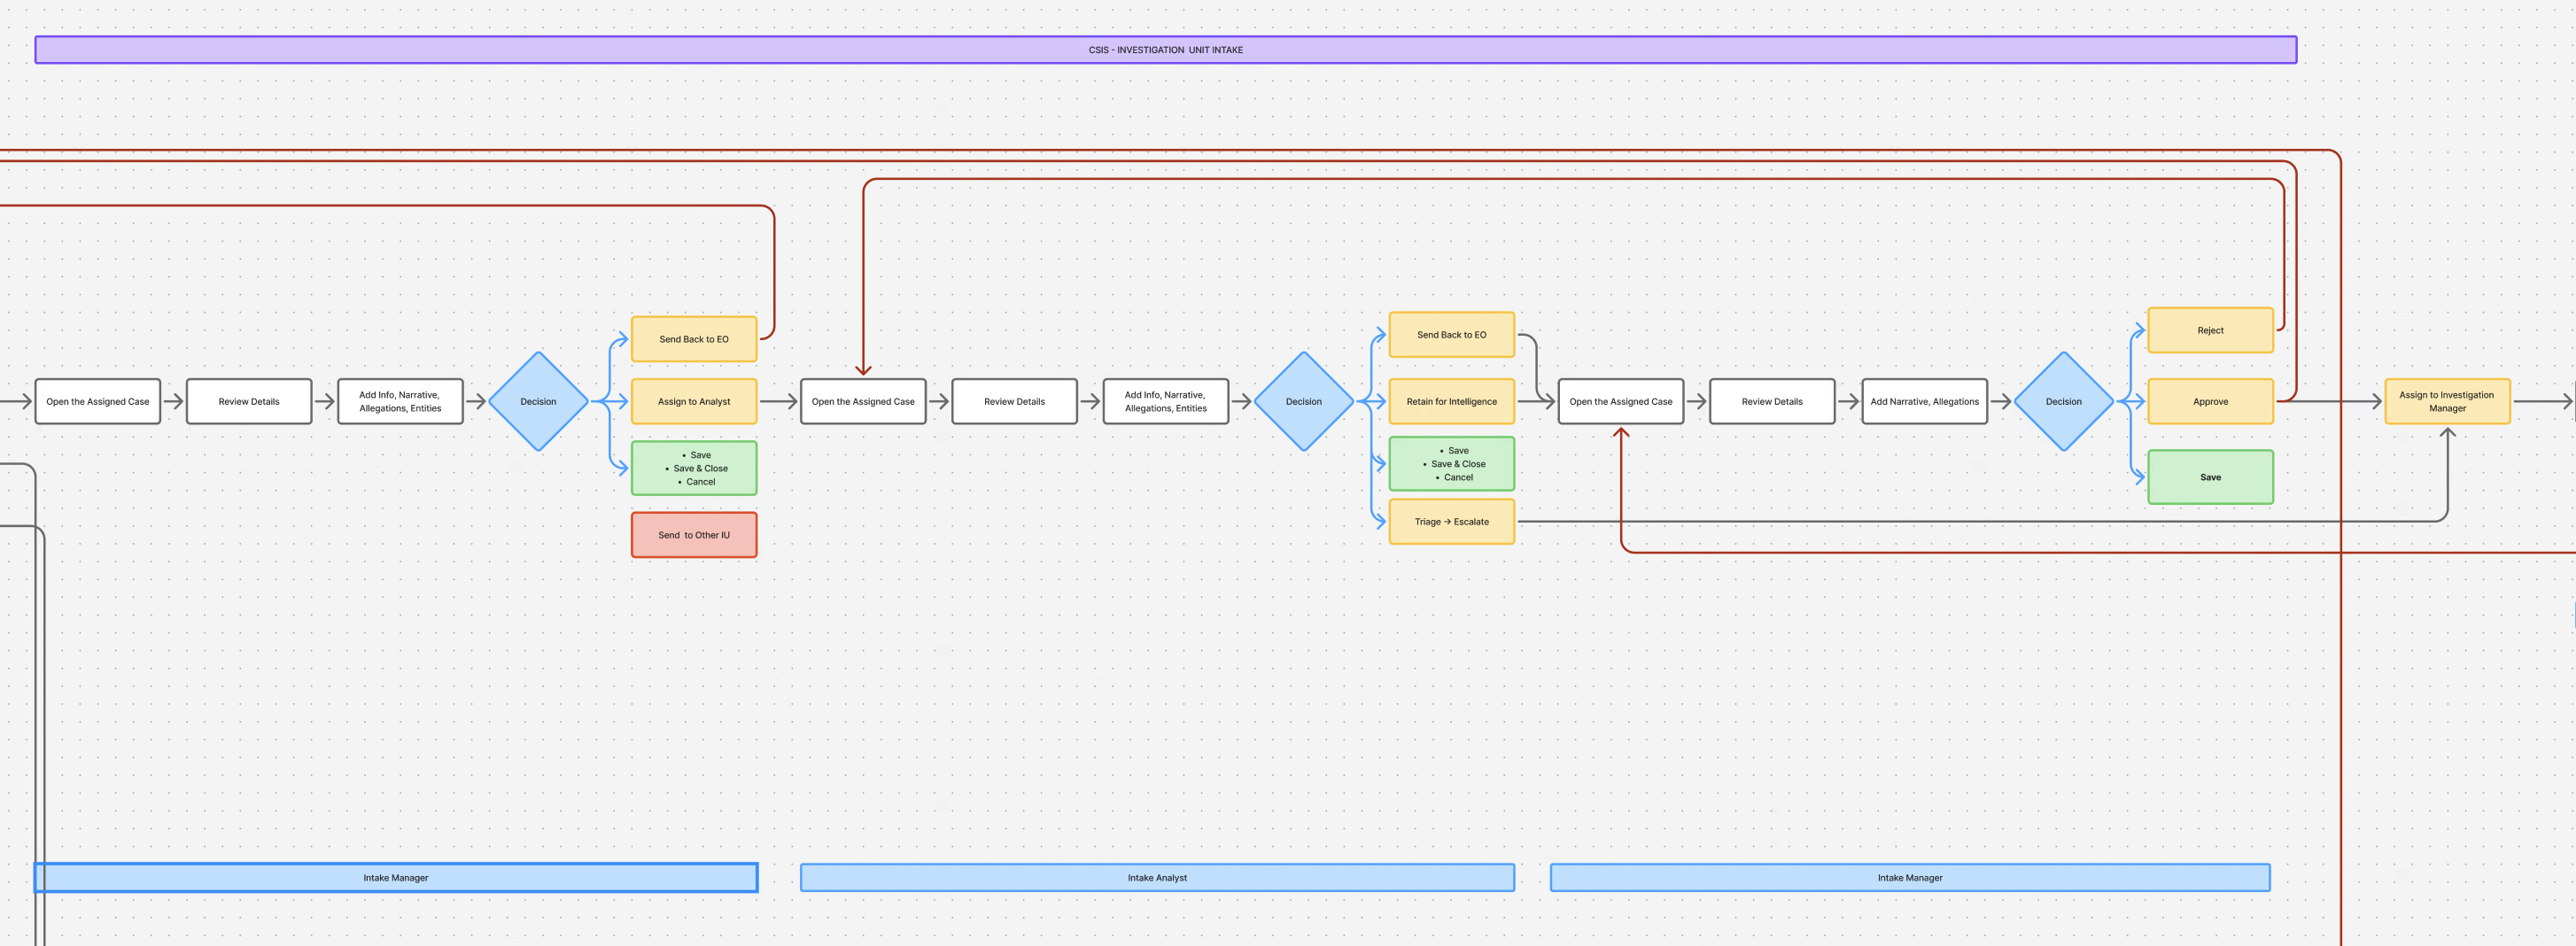 CSIS - INVESTIGATION UNIT INTAKE
Open the Assigned Case
Review Details
Add Info, Narrative,
Allegations, Entities
Decision
Send Back to EO
Assign to Analyst
• Save
• Save & Close
• Cancel
Send to Other IU
Open the Assigned Case
Review Details
Add Info, Narrative,
Allegations, Entities
Decision
Send Back to EO
Retain for Intelligence
• Save
• Save & Close
• Cancel
Triage → Escalate
Open the Assigned Case
Review Details
Add Narrative, Allegations
Decision
Reject
Approve
Save
Assign to Investigation
Manager
Intake Manager
Intake Analyst
Intake Manager